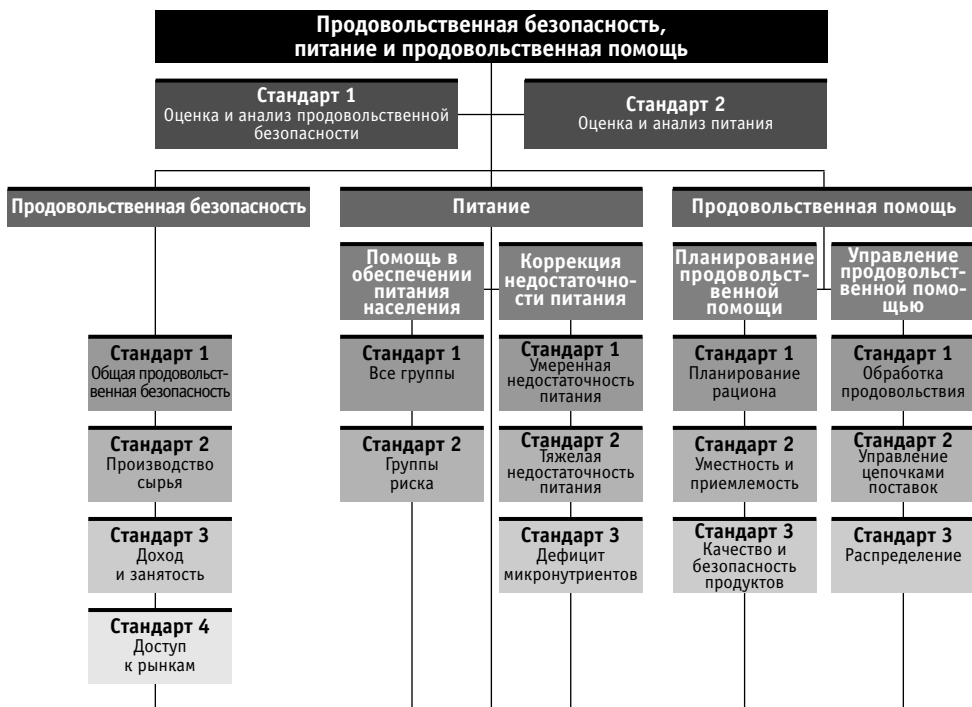 Продовольственная безопасность,
питание и продовольственная помощь
Стандарт 1
Оценка и анализ продовольственной
безопасности
Стандарт 2
Оценка и анализ питания
Продовольственная безопасность
Питание
Продовольственная помощь
Помощь в
обеспечении
питания
населения
Коррекция
недостаточно-
сти питания
Планирование
продовольст-
венной
помощи
Управление
продовольст-
венной помо-
щью
Стандарт 1
Общая продовольст-
венная безопасность
Стандарт 1
Все группы
Стандарт 1
Умеренная
недостаточность
питания
Стандарт 1
Планирование
рациона
Стандарт 1
Обработка
продовольствия
Стандарт 2
Производство
сырья
Стандарт 2
Группы
риска
Стандарт 2
Тяжелая
недостаточность
питания
Стандарт 2
Уместность и
приемлемость
Стандарт 2
Управление
цепочками
поставок
Стандарт 3
Доход
и занятость
Стандарт 3
Дефицит
микронутриентов
Стандарт 3
Качество и
безопасность
продуктов
Стандарт 3
Распределение
Стандарт 4
Доступ
к рынкам